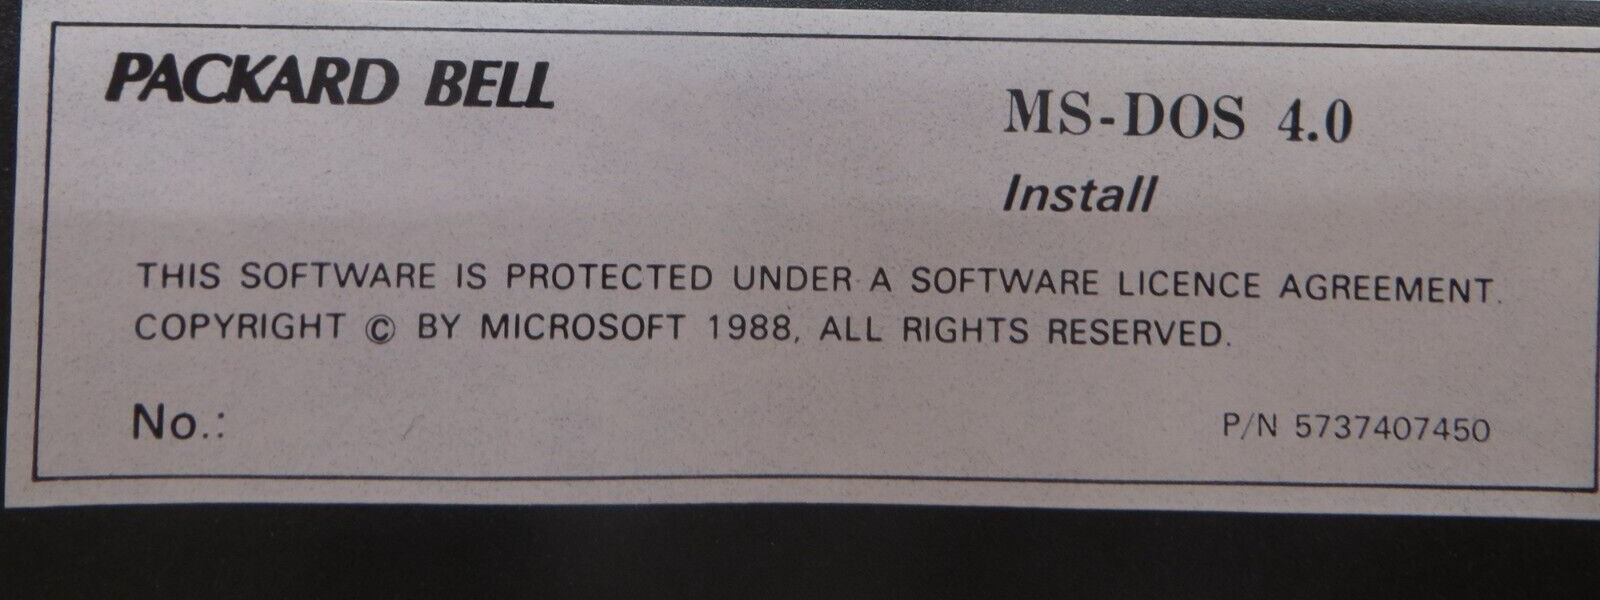 PACKARD BELL
MS-DOS 4.0
Install
THIS SOFTWARE IS PROTECTED UNDER A SOFTWARE LICENCE AGREEMENT.
COPYRIGHT © BY MICROSOFT 1988, ALL RIGHTS RESERVED.
No.:
P/N 5737407450